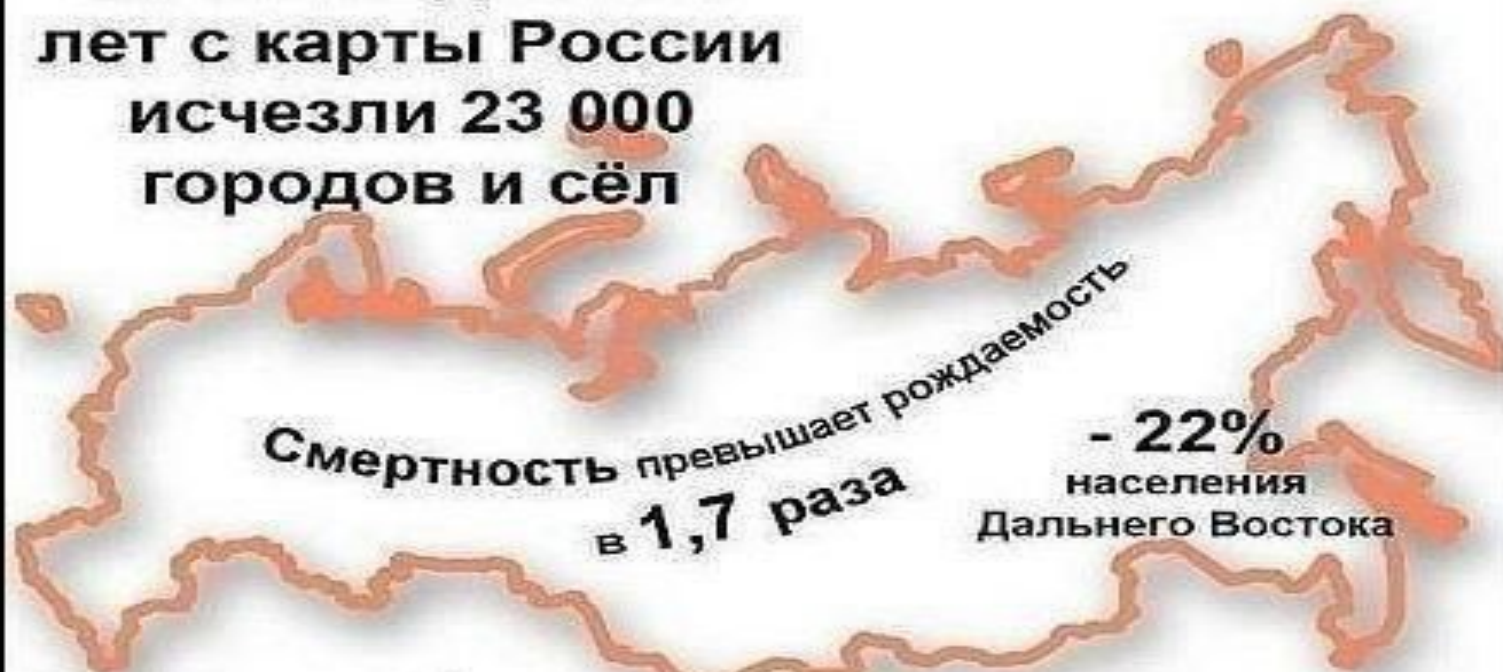 лет с карты России
исчезли 23 000
городов и сёл
Смертность превышает рождаемость
в 1,7 раза
- 22%
населения
Дальнего Востока